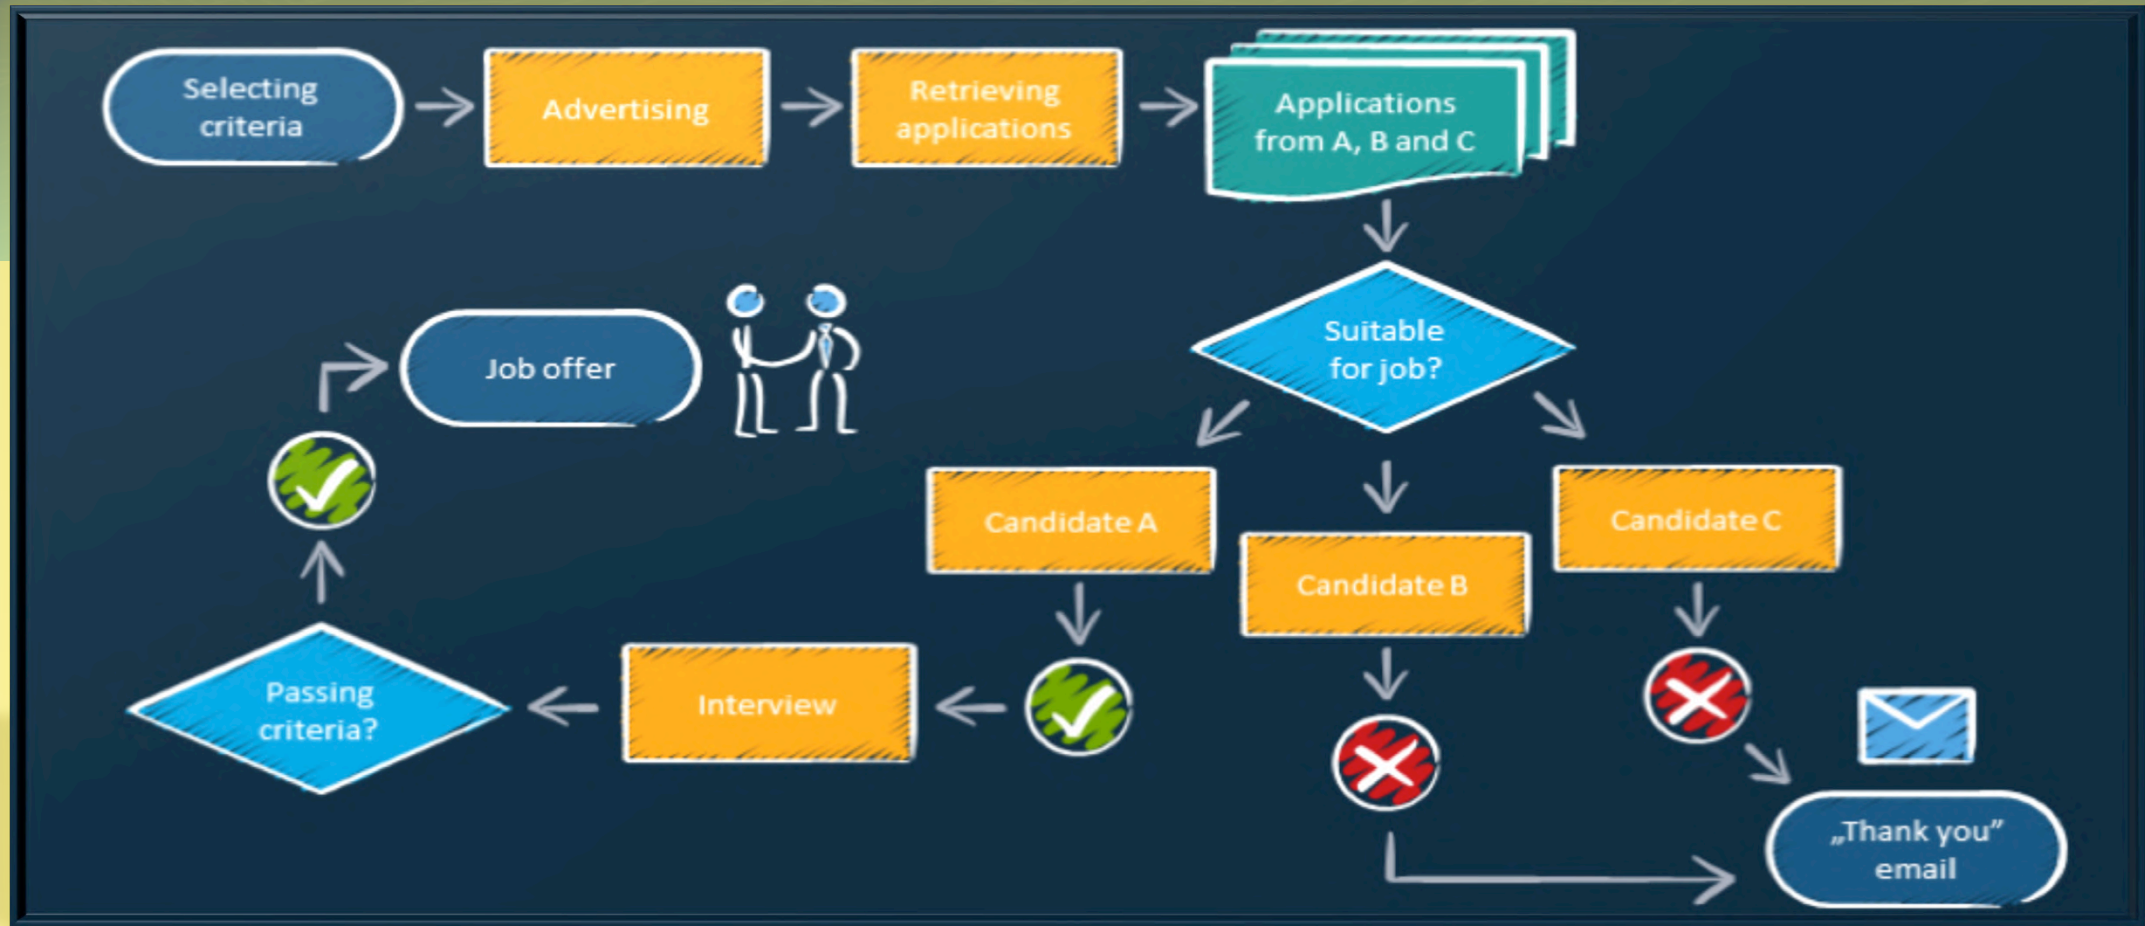 Selecting
criteria
Advertising
Retrieving
applications
Applications
from A, B and C
Suitable
for job?
Job offer
Candidate A
Candidate B
Candidate C
Passing
criteria?
Interview
„Thank you”
email